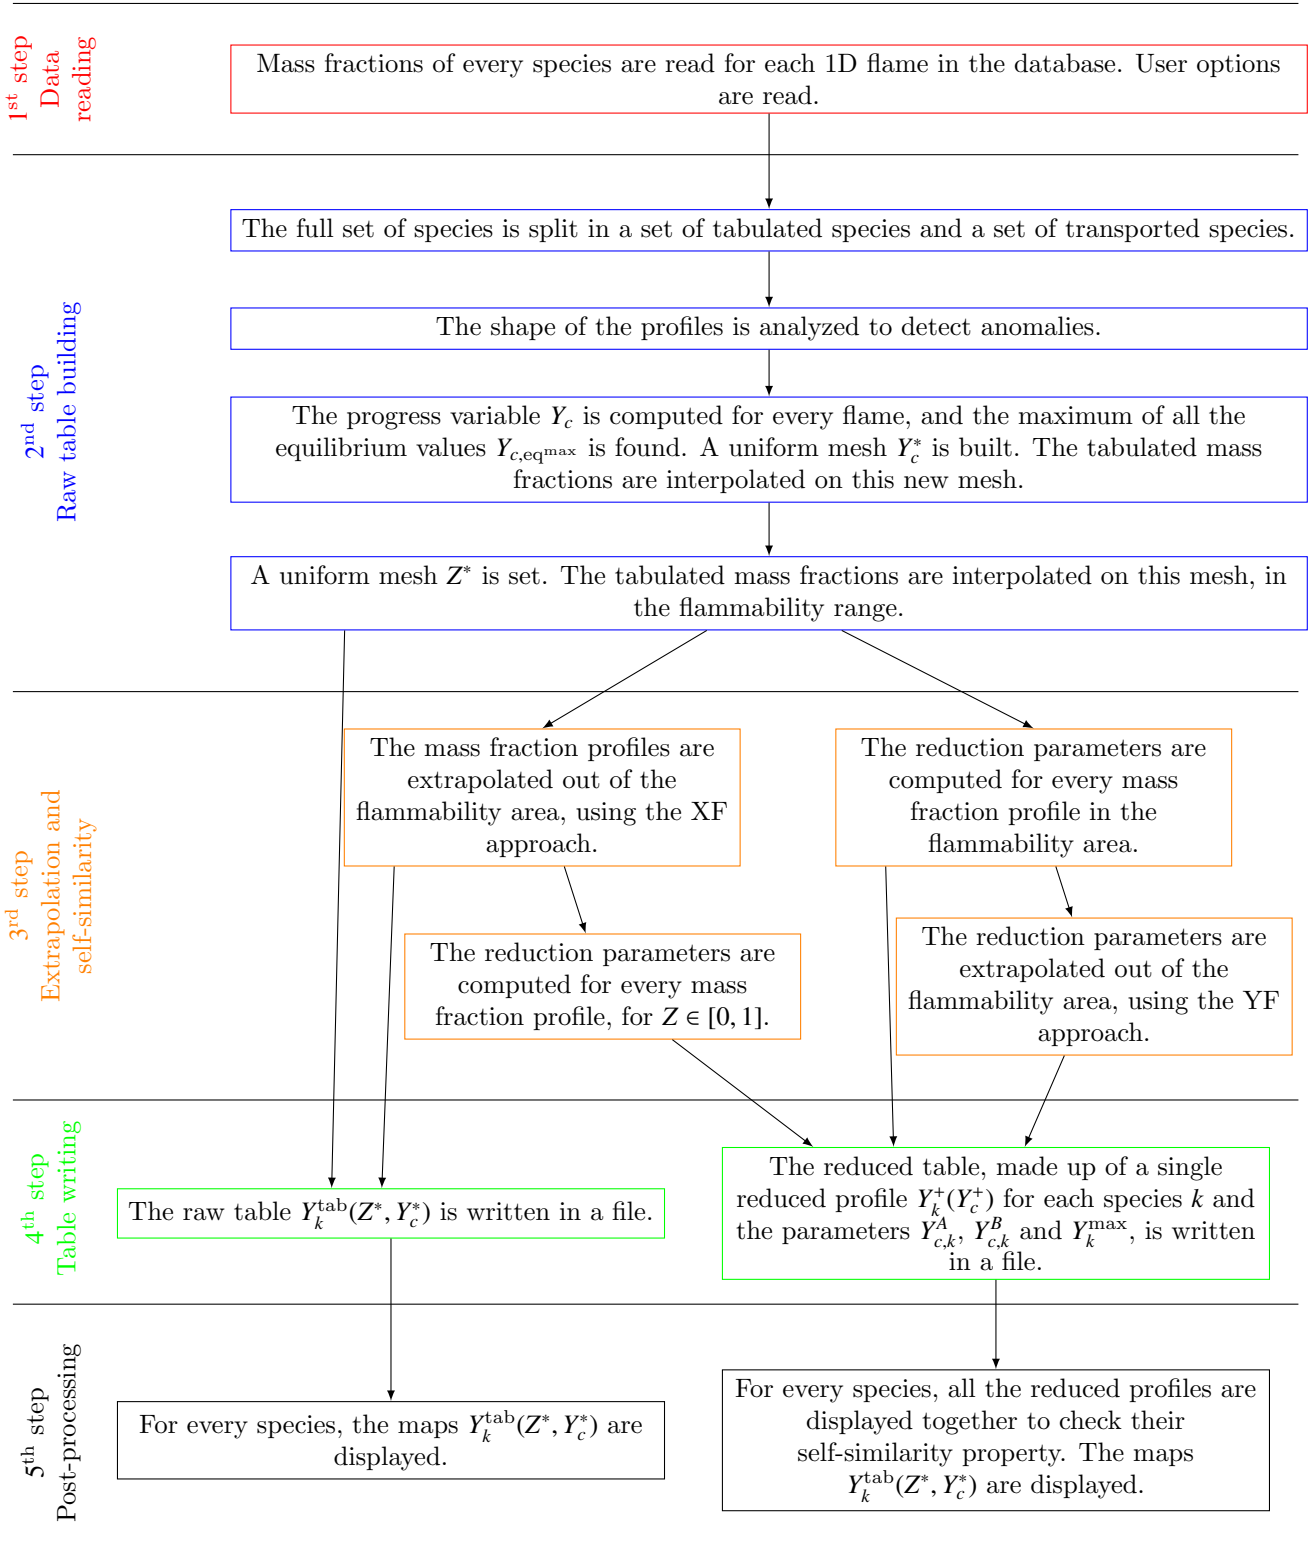 1st step
Data
reading
Mass fractions of every species are read for each 1D flame in the database. User options
are read.
2nd step
Raw table building
The full set of species is split in a set of tabulated species and a set of transported species.
The shape of the profiles is analyzed to detect anomalies.
The progress variable Y_c is computed for every flame, and the maximum of all the
equilibrium values Y_{c,eq^{max}} is found. A uniform mesh Y_c^* is built. The tabulated mass
fractions are interpolated on this new mesh.
A uniform mesh Z^* is set. The tabulated mass fractions are interpolated on this mesh, in
the flammability range.
3rd step
Extrapolation and
self-similarity
The mass fraction profiles are
extrapolated out of the
flammability area, using the XF
approach.
The reduction parameters are
computed for every mass
fraction profile in the
flammability area.
The reduction parameters are
computed for every mass
fraction profile, for Z ∈ [0, 1].
The reduction parameters are
extrapolated out of the
flammability area, using the YF
approach.
4th step
Table writing
The raw table Y_k^{tab}(Z^*, Y_c^*) is written in a file.
The reduced table, made up of a single
reduced profile Y_k^+(Y_c^+) for each species k and
the parameters Y_{c,k}^A, Y_{c,k}^B and Y_k^{max}, is written
in a file.
5th step
Post-processing
For every species, the maps Y_k^{tab}(Z^*, Y_c^*) are
displayed.
For every species, all the reduced profiles are
displayed together to check their
self-similarity property. The maps
Y_k^{tab}(Z^*, Y_c^*) are displayed.